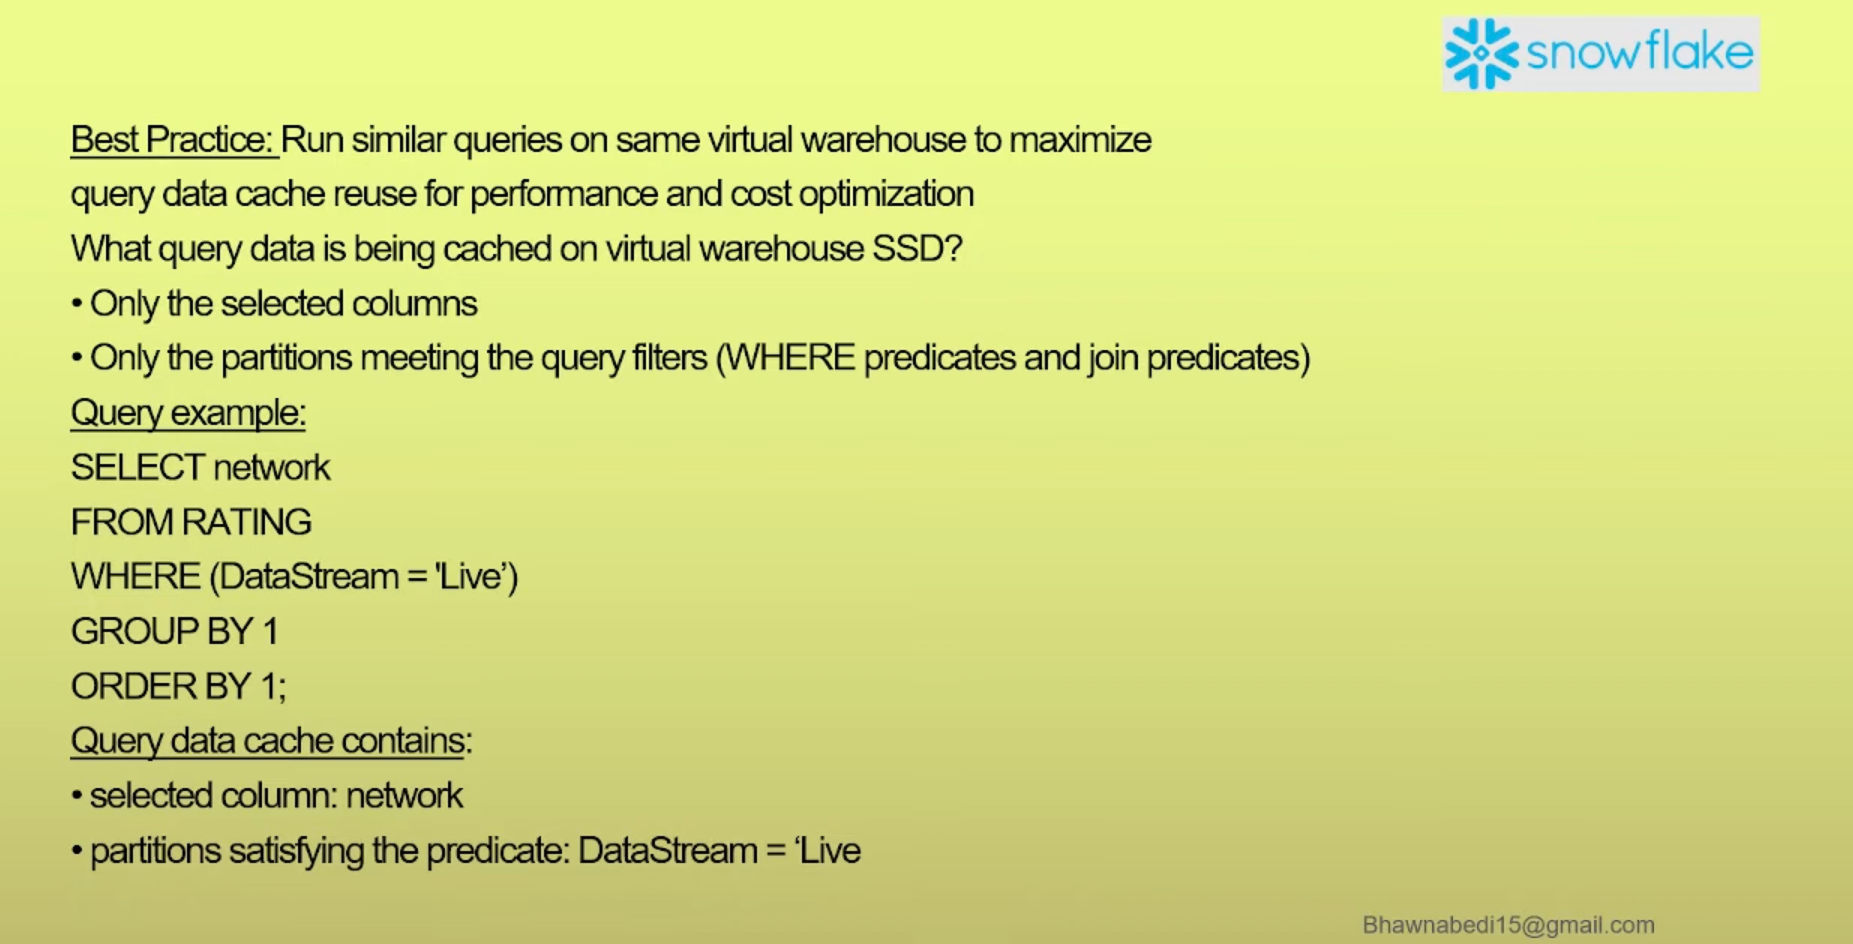 snowflake
Best Practice: Run similar queries on same virtual warehouse to maximize
query data cache reuse for performance and cost optimization
What query data is being cached on virtual warehouse SSD?
• Only the selected columns
• Only the partitions meeting the query filters (WHERE predicates and join predicates)
Query example:
SELECT network
FROM RATING
WHERE (DataStream = 'Live’)
GROUP BY 1
ORDER BY 1;
Query data cache contains:
• selected column: network
• partitions satisfying the predicate: DataStream = ‘Live
Bhawnabedi15@gmail.com